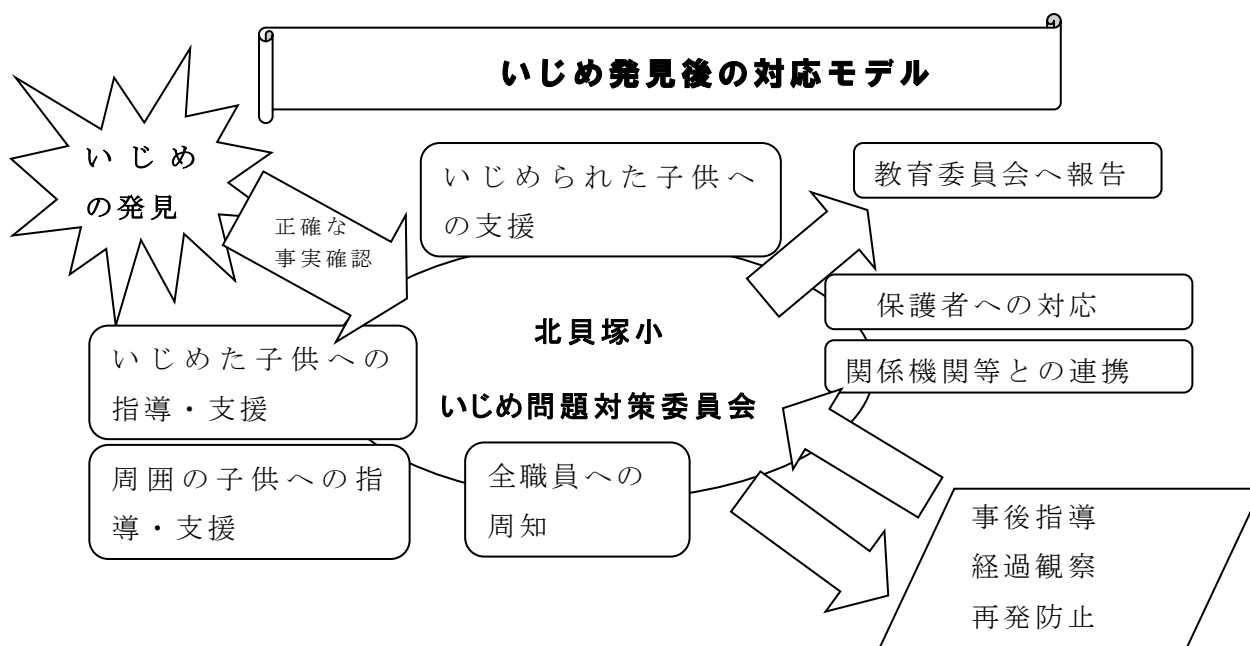 いじめ発見後の対応モデル
いじめ
の発見
正確な
事実確認
いじめられた子供へ
の支援
教育委員会へ報告
保護者への対応
関係機関等との連携
北貝塚小
いじめ問題対策委員会
いじめた子供への
指導・支援
周囲の子供への指
導・支援
全職員への
周知
事後指導
経過観察
再発防止